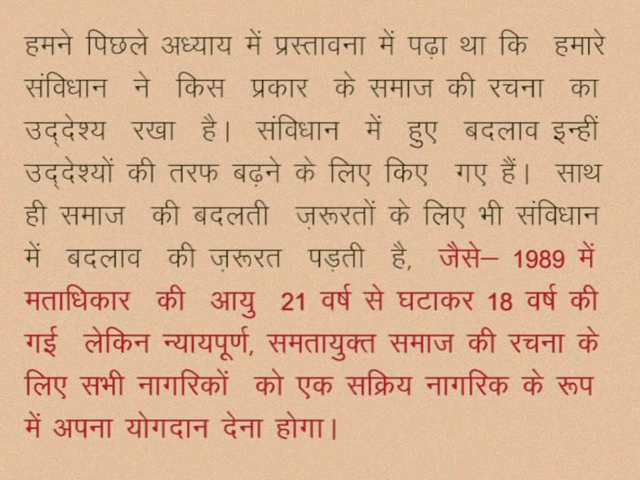 हमने पिछले अध्याय में प्रस्तावना में पढ़ा था कि हमारे
संविधान ने किस प्रकार के समाज की रचना का
उद्देश्य रखा है। संविधान में हुए बदलाव इन्हीं
उद्देश्यों की तरफ बढ़ने के लिए किए गए हैं। साथ
ही समाज की बदलती ज़रूरतों के लिए भी संविधान
में बदलाव की ज़रूरत पड़ती है, जैसे– 1989 में
मताधिकार की आयु 21 वर्ष से घटाकर 18 वर्ष की
गई लेकिन न्यायपूर्ण, समतायुक्त समाज की रचना के
लिए सभी नागरिकों को एक सक्रिय नागरिक के रूप
में अपना योगदान देना होगा।